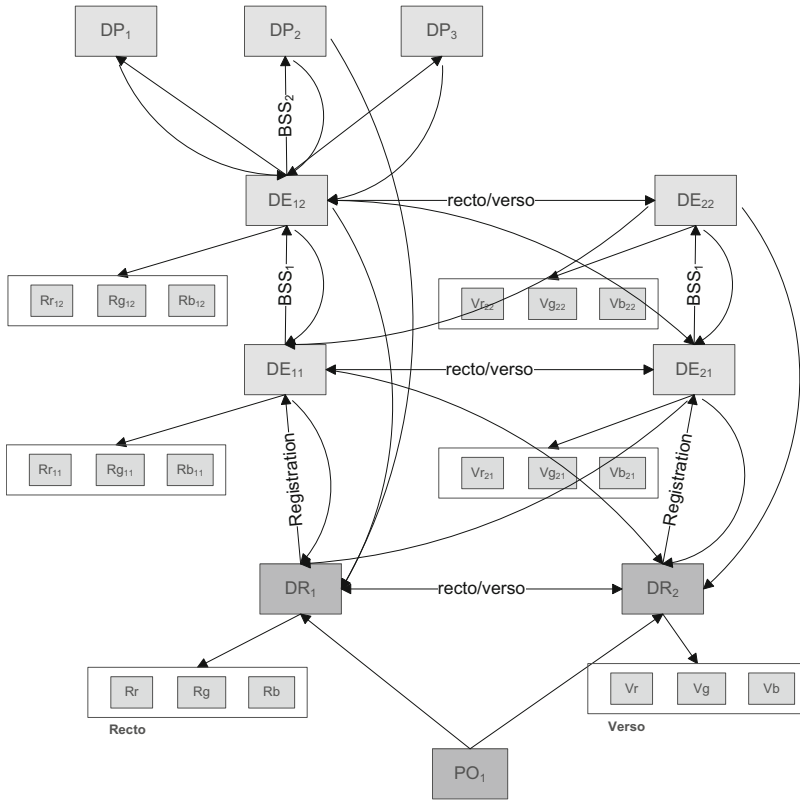 DP₁ DP₂ DP₃
BSS₂
DE₁₂ recto/verso DE₂₂
Rr₁₂ Rg₁₂ Rb₁₂ BSS₁ Vr₂₂ Vg₂₂ Vb₂₂ BSS₁
DE₁₁ recto/verso DE₂₁
Rr₁₁ Rg₁₁ Rb₁₁ Registration Vr₂₁ Vg₂₁ Vb₂₁ Registration
DR₁ recto/verso DR₂
Rr Rg Rb Vr Vg Vb
Recto Verso
PO₁